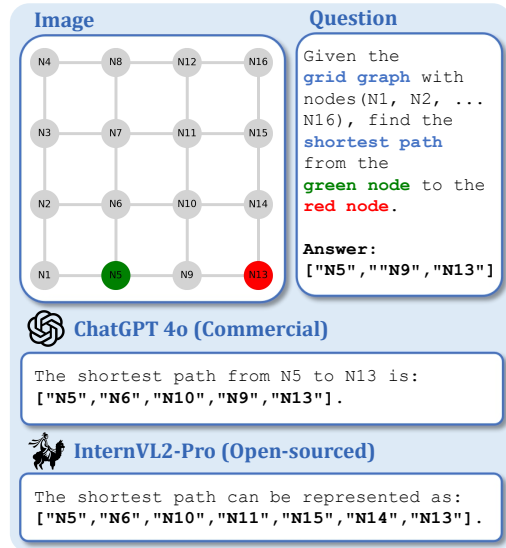 Image
Question
N4 N8 N12 N16
N3 N7 N11 N15
N2 N6 N10 N14
N1 N5 N9 N13
Given the
grid graph with
nodes(N1, N2, ...
N16), find the
shortest path
from the
green node to the
red node.
Answer:
["N5",""N9","N13"]
ChatGPT 4o (Commercial)
The shortest path from N5 to N13 is:
["N5","N6","N10","N9","N13"].
InternVL2-Pro (Open-sourced)
The shortest path can be represented as:
["N5","N6","N10","N11","N15","N14","N13"].